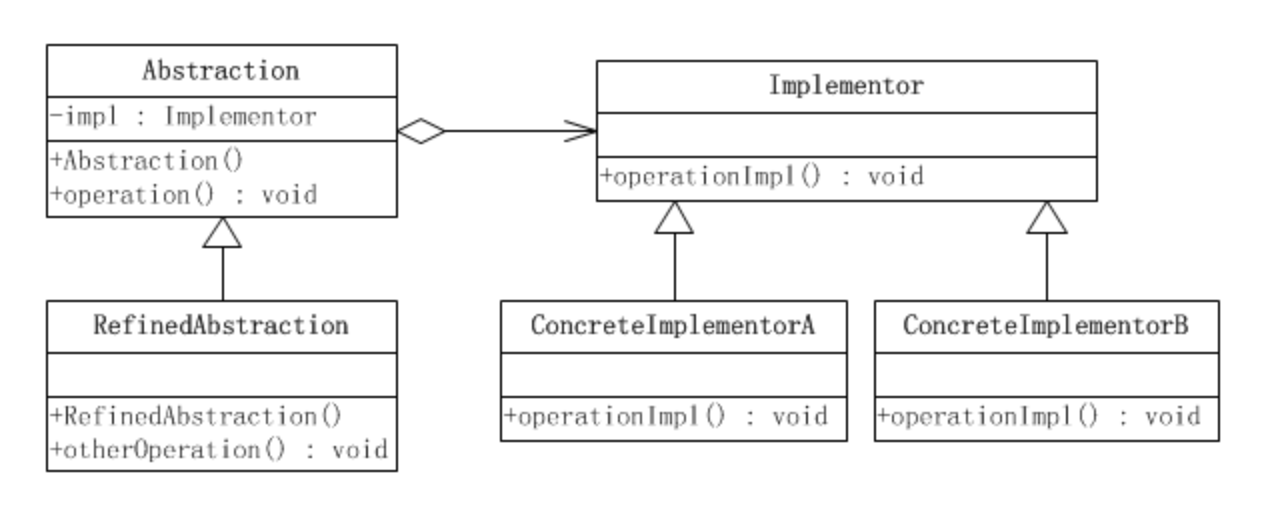 Abstraction
-impl : Implementor
+Abstraction()
+operation() : void
Implementor
+operationImpl() : void
RefinedAbstraction
+RefinedAbstraction()
+otherOperation() : void
ConcreteImplementorA
+operationImpl() : void
ConcreteImplementorB
+operationImpl() : void